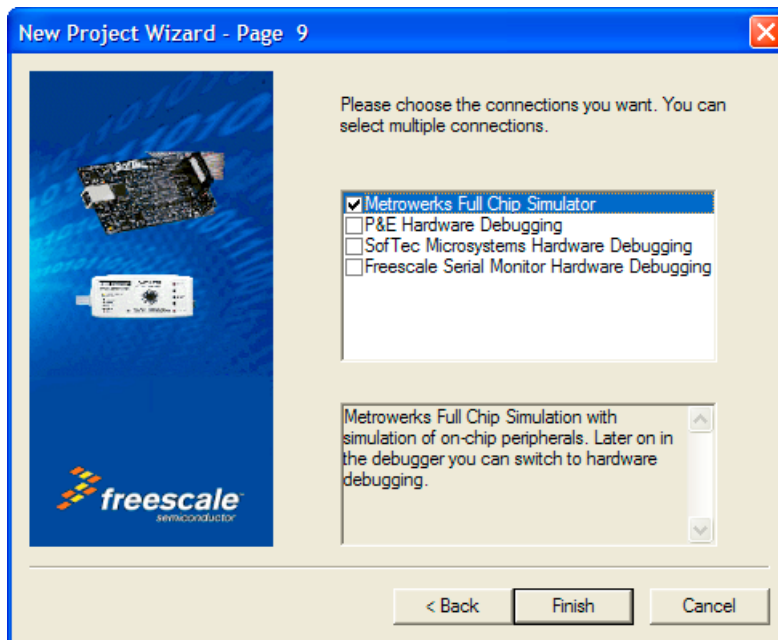 New Project Wizard - Page 9
Please choose the connections you want. You can
select multiple connections.
Metrowerks Full Chip Simulator
P&E Hardware Debugging
SofTec Microsystems Hardware Debugging
Freescale Serial Monitor Hardware Debugging
Metrowerks Full Chip Simulation with
simulation of on-chip peripherals. Later on in
the debugger you can switch to hardware
debugging.
SofTec
freescale
semiconductor
< Back
Finish
Cancel